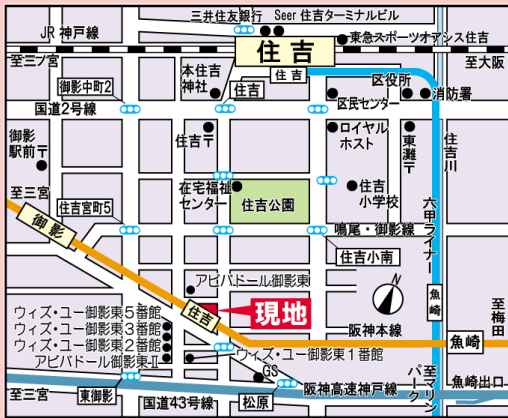 三井住友銀行 Seer 住吉ターミナルビル
JR 神戸線
東急スポーツオアシス住吉
住吉
至三ノ宮
至大阪
住吉
区役所
御影中町2
本住吉
神社
住吉
区民センター
消防署
国道2号線
御影
駅前〒
住吉〒
ロイヤル
ホスト
東灘〒
住吉川
至三宮
在宅福祉
センター
住吉公園
住吉
小学校
六甲ライナー
住吉宮町5
御影
鳴尾・御影線
住吉小南
アピバドール御影東
N
魚崎
至梅田
住吉
現地
ウィズ・ユー御影東5番館
ウィズ・ユー御影東3番館
ウィズ・ユー御影東2番館
アピバドール御影東-Ⅱ
阪神本線
魚崎
ウィズ・ユー御影東1番館
GS
至マリンパーク
魚崎出口
至三宮
東御影
国道43号線
松原
阪神高速神戸線